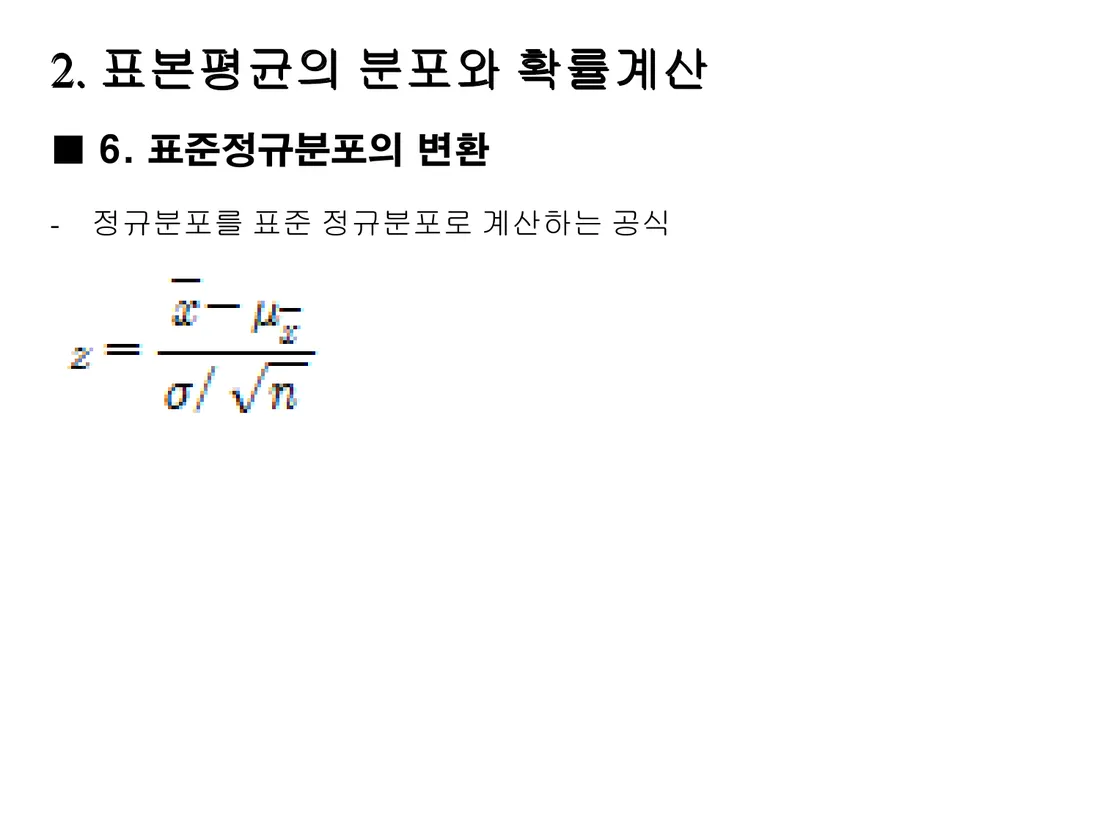 2. 표본평균의 분포와 확률계산
■ 6. 표준정규분포의 변환
- 정규분포를 표준 정규분포로 계산하는 공식
z = (x̄ − μ_x̄) / (σ/√n)